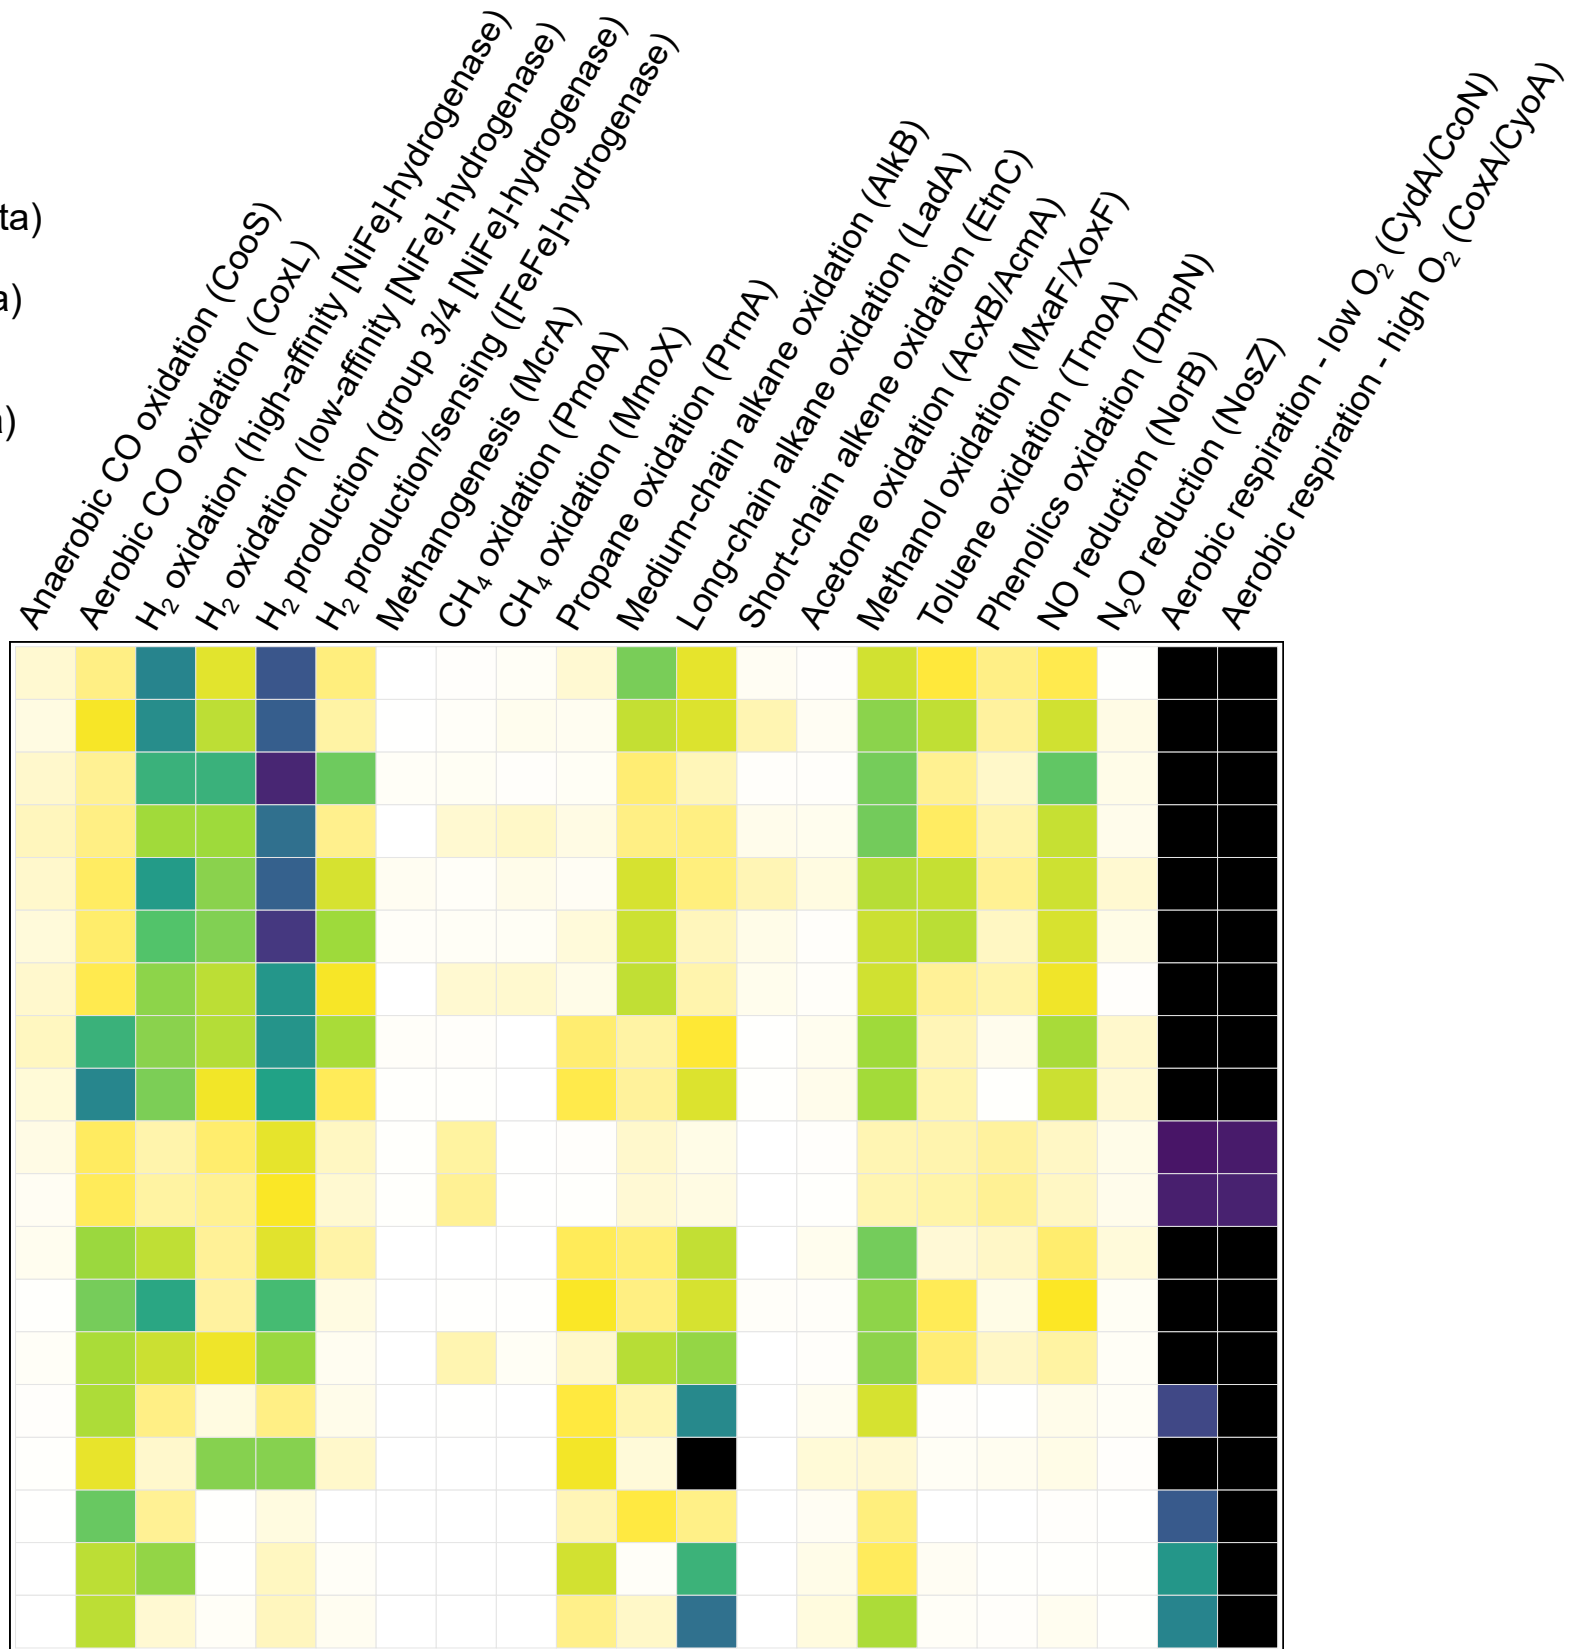 ta)
a)
a)
Anaerobic CO oxidation (CooS)
Aerobic CO oxidation (CoxL)
H₂ oxidation (high-affinity [NiFe]-hydrogenase)
H₂ oxidation (low-affinity [NiFe]-hydrogenase)
H₂ production (group 3/4 [NiFe]-hydrogenase)
H₂ production/sensing ([FeFe]-hydrogenase)
Methanogenesis (McrA)
CH₄ oxidation (PmoA)
CH₄ oxidation (MmoX)
Propane oxidation (PrmA)
Medium-chain alkane oxidation (AlkB)
Long-chain alkane oxidation (LadA)
Short-chain alkene oxidation (EtnC)
Acetone oxidation (AcxB/AcmA)
Methanol oxidation (MxaF/XoxF)
Toluene oxidation (TmoA)
Phenolics oxidation (DmpN)
NO reduction (NorB)
N₂O reduction (NosZ)
Aerobic respiration - low O₂ (CydA/CcoN)
Aerobic respiration - high O₂ (CoxA/CyoA)